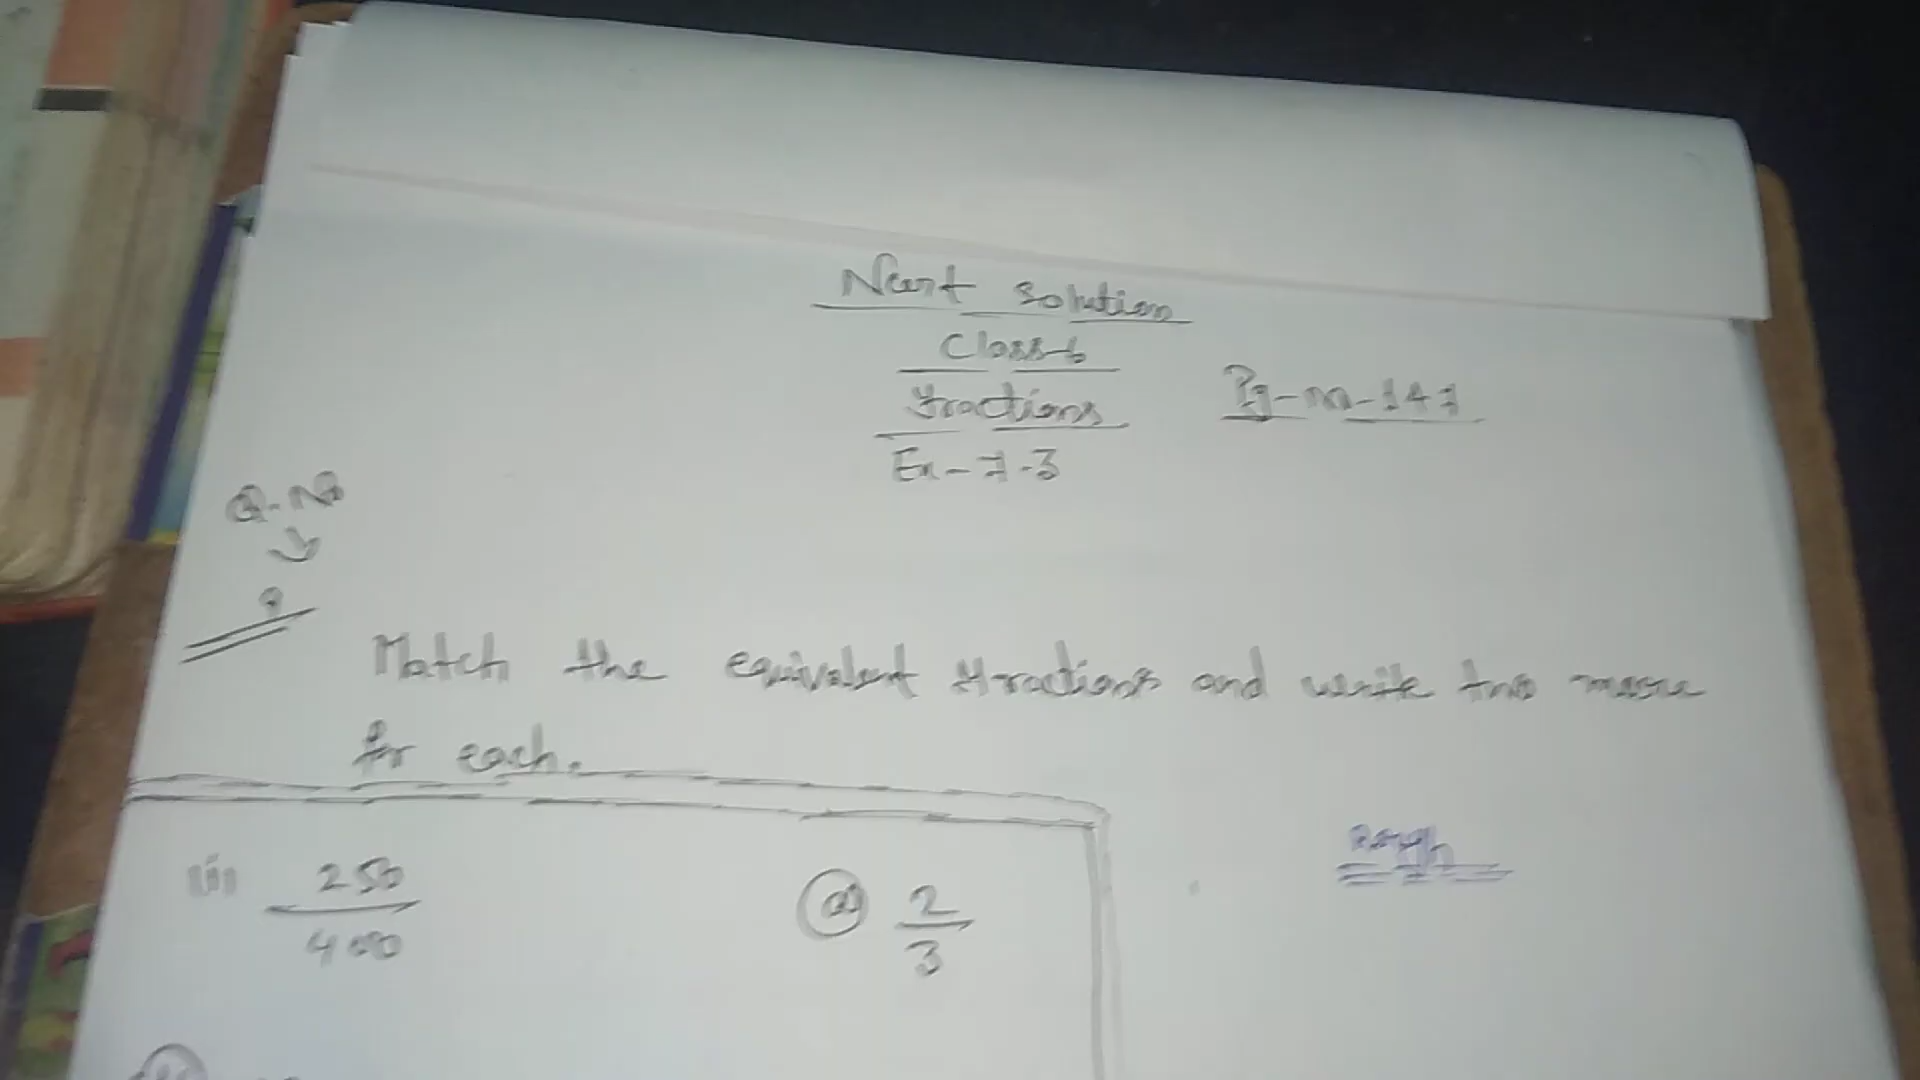 Ncert Solution
Class-6
Fractions
Pg-no-147
Ex-7.3
Q.No
9
Match the equivalent fractions and write two more
for each.
(i) 250/400
(a) 2/3
Rough